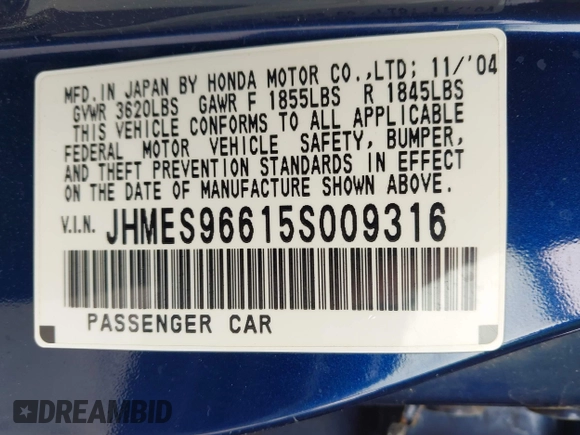 MFD. IN JAPAN BY HONDA MOTOR CO.,LTD; 11/'04
GVWR 3620LBS GAWR F 1855LBS R 1845LBS
THIS VEHICLE CONFORMS TO ALL APPLICABLE
FEDERAL MOTOR VEHICLE SAFETY, BUMPER,
AND THEFT PREVENTION STANDARDS IN EFFECT
ON THE DATE OF MANUFACTURE SHOWN ABOVE.
V.I.N. JHMES96615S009316
PASSENGER CAR
DREAMBID